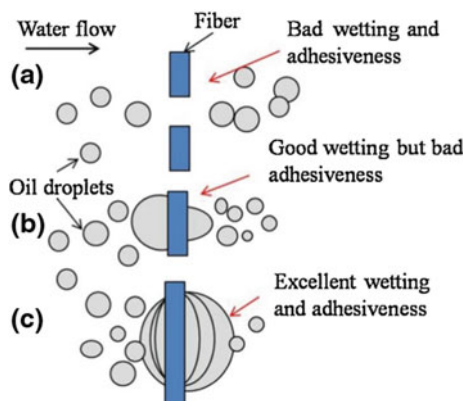 Water flow
Fiber
Bad wetting and
adhesiveness
(a)
Good wetting but bad
adhesiveness
Oil droplets
(b)
Excellent wetting
and adhesiveness
(c)